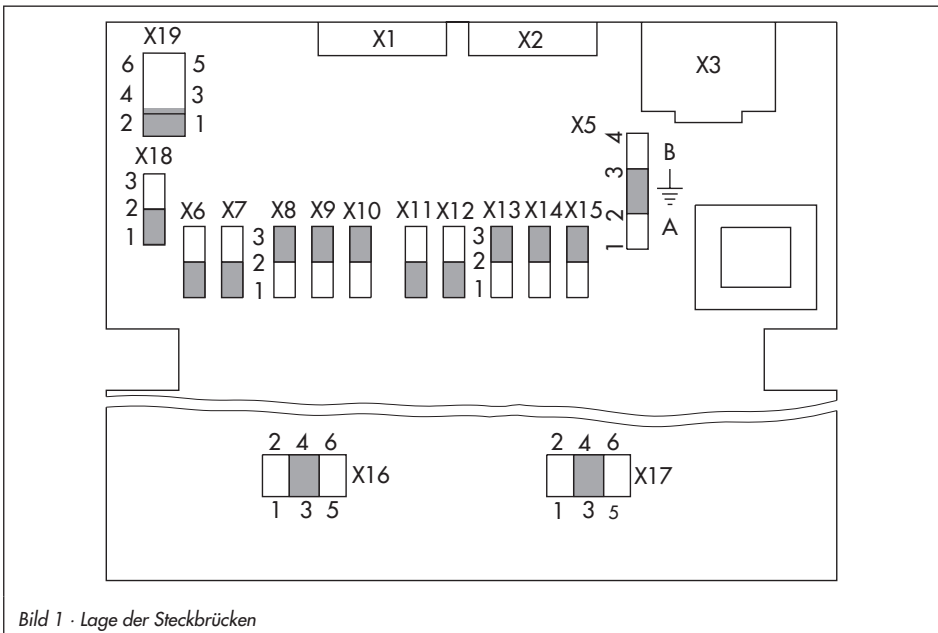 X19 X1 X2
6 5 X3
4 3
2 1
X5 4
X18 B
3 3
2 X6 X7 X8 X9 X10 X11 X12 X13 X14 X15 2 A
1 3 3 1
2 2
1 1
2 4 6 2 4 6
X16 X17
1 3 5 1 3 5
Bild 1 · Lage der Steckbrücken